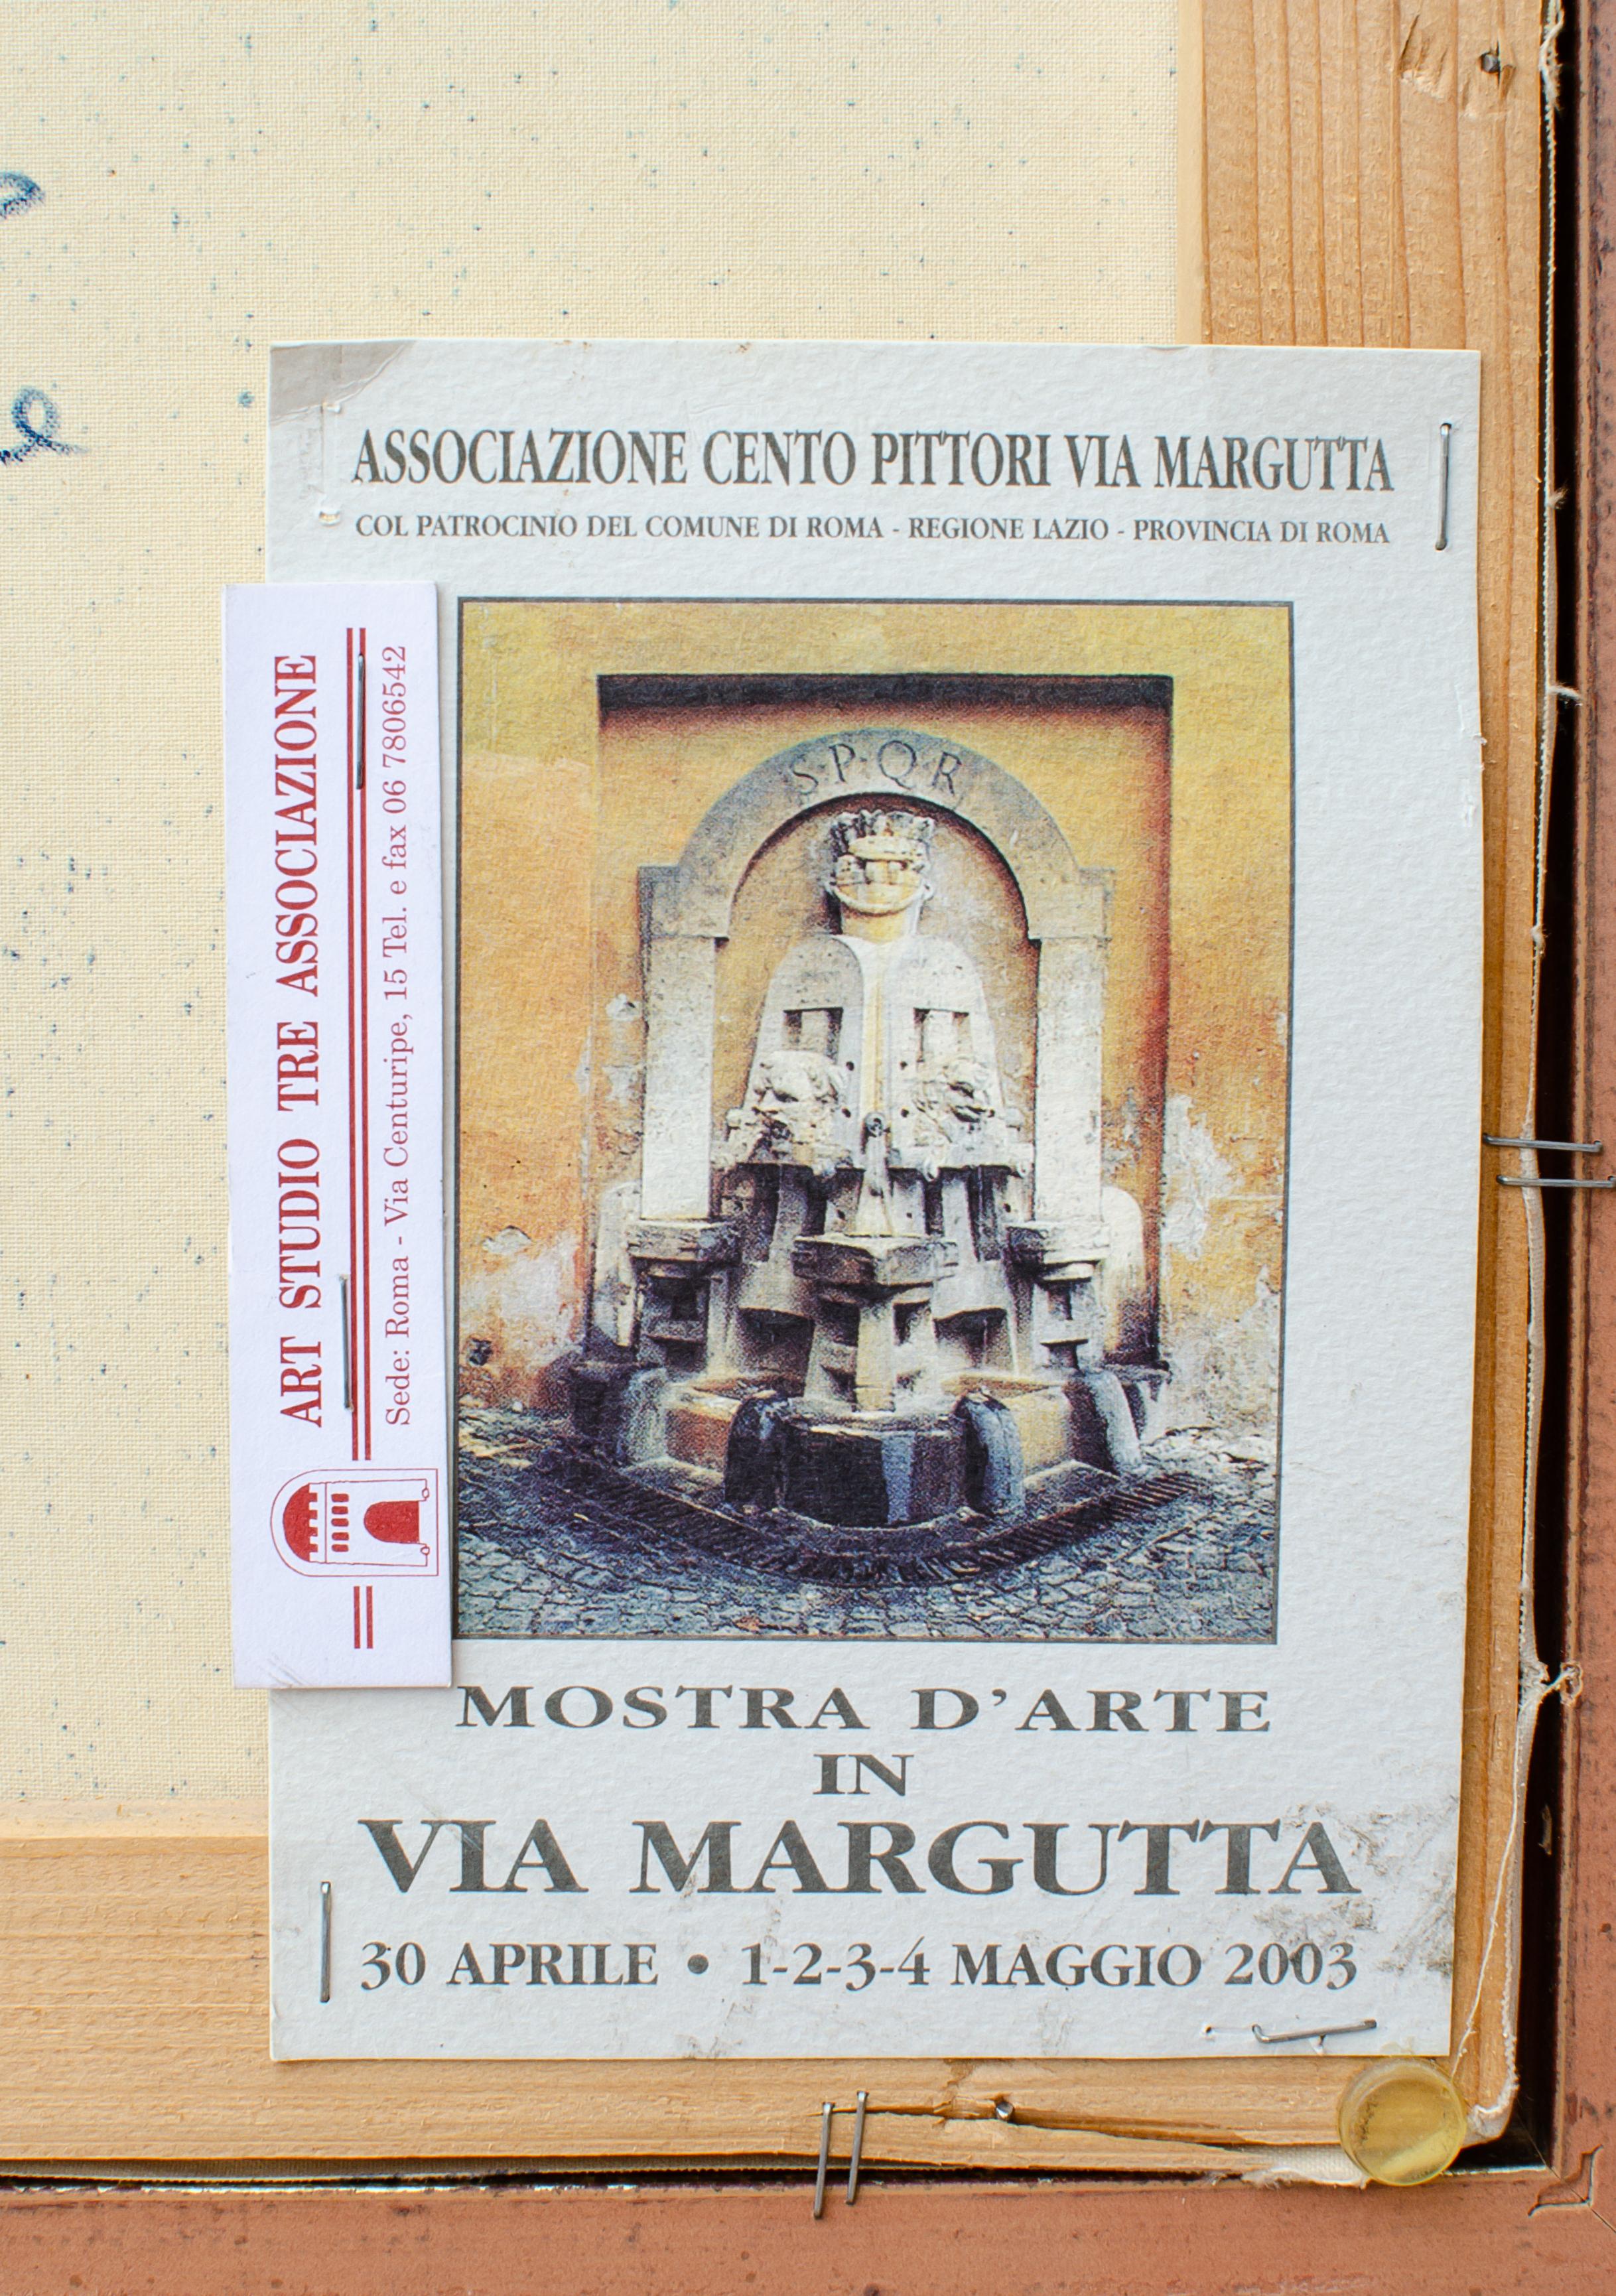 ASSOCIAZIONE CENTO PITTORI VIA MARGUTTA
COL PATROCINIO DEL COMUNE DI ROMA - REGIONE LAZIO - PROVINCIA DI ROMA
ART STUDIO TRE ASSOCIAZIONE
Sede: Roma - Via Centuripe, 15 Tel. e fax 06 7806542
S·P·Q·R
MOSTRA D'ARTE
IN
VIA MARGUTTA
30 APRILE • 1-2-3-4 MAGGIO 2003